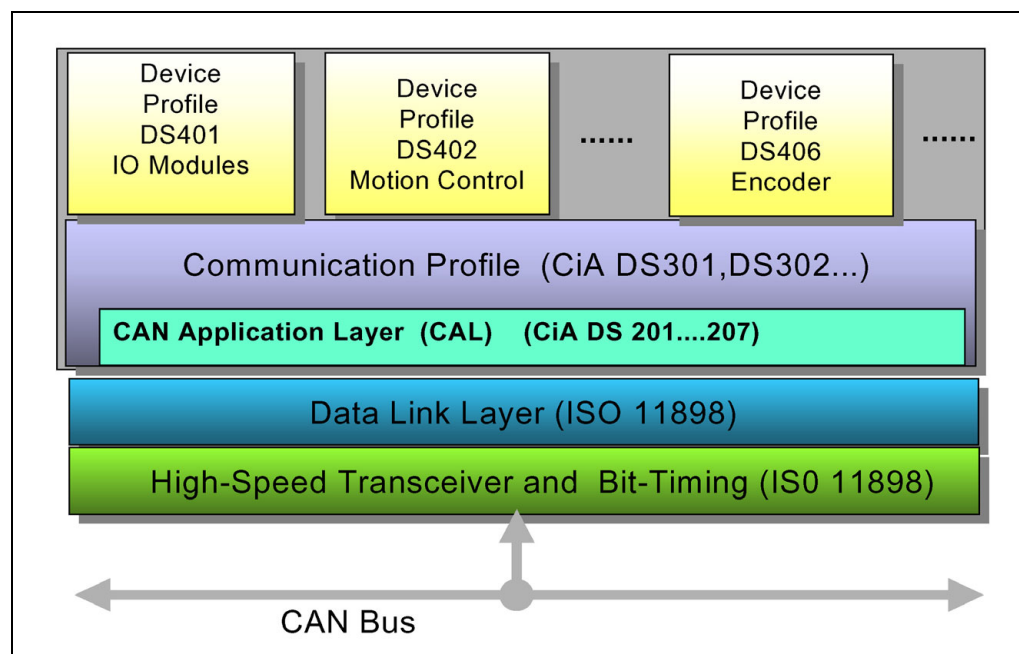 Device
Profile
DS401
IO Modules
Device
Profile
DS402
Motion Control
......
Device
Profile
DS406
Encoder
......
Communication Profile (CiA DS301,DS302...)
CAN Application Layer (CAL) (CiA DS 201....207)
Data Link Layer (ISO 11898)
High-Speed Transceiver and Bit-Timing (IS0 11898)
CAN Bus